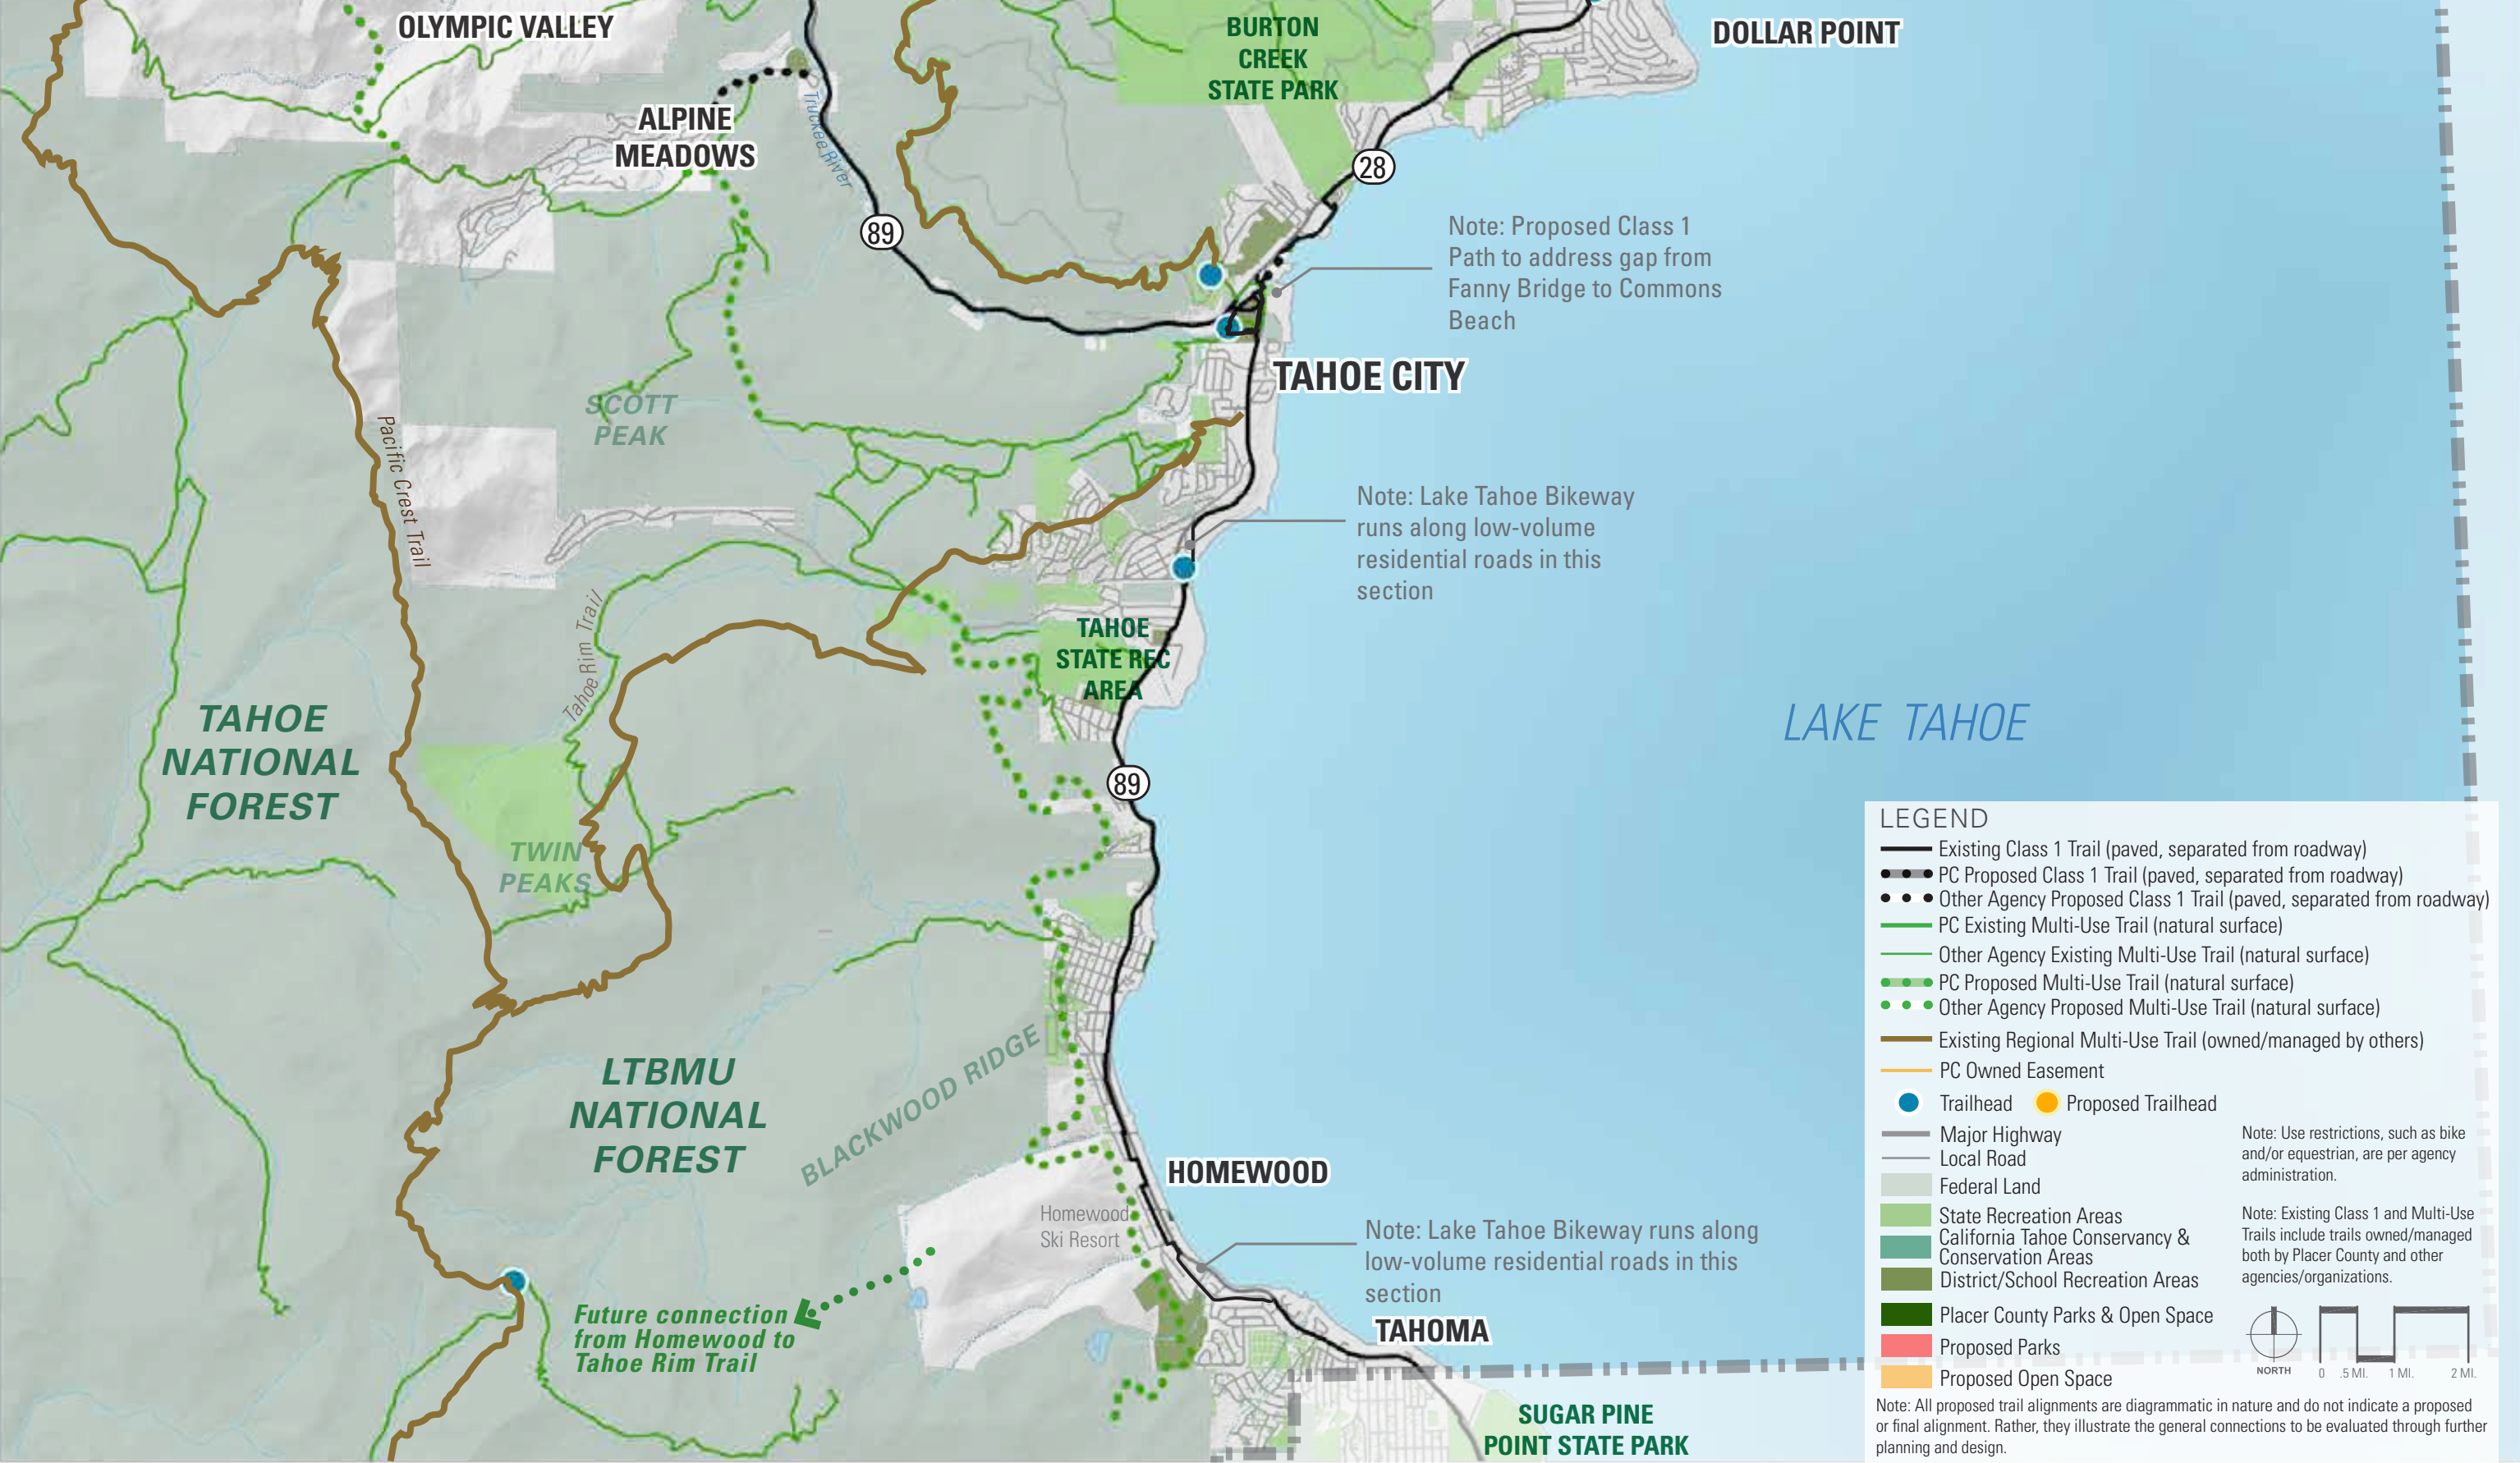 OLYMPIC VALLEY
BURTON
CREEK
STATE PARK
DOLLAR POINT
ALPINE
MEADOWS
Truckee River
28
89
Note: Proposed Class 1
Path to address gap from
Fanny Bridge to Commons
Beach
TAHOE CITY
SCOTT
PEAK
Pacific Crest Trail
Note: Lake Tahoe Bikeway
runs along low-volume
residential roads in this
section
Tahoe Rim Trail
TAHOE
STATE REC
AREA
TAHOE
NATIONAL
FOREST
LAKE TAHOE
89
TWIN
PEAKS
LTBMU
NATIONAL
FOREST
BLACKWOOD RIDGE
HOMEWOOD
Homewood
Ski Resort
Note: Lake Tahoe Bikeway runs along
low-volume residential roads in this
section
Future connection
from Homewood to
Tahoe Rim Trail
TAHOMA
SUGAR PINE
POINT STATE PARK
LEGEND
Existing Class 1 Trail (paved, separated from roadway)
PC Proposed Class 1 Trail (paved, separated from roadway)
Other Agency Proposed Class 1 Trail (paved, separated from roadway)
PC Existing Multi-Use Trail (natural surface)
Other Agency Existing Multi-Use Trail (natural surface)
PC Proposed Multi-Use Trail (natural surface)
Other Agency Proposed Multi-Use Trail (natural surface)
Existing Regional Multi-Use Trail (owned/managed by others)
PC Owned Easement
Trailhead Proposed Trailhead
Major Highway
Local Road
Federal Land
State Recreation Areas
California Tahoe Conservancy &
Conservation Areas
District/School Recreation Areas
Placer County Parks & Open Space
Proposed Parks
Proposed Open Space
Note: Use restrictions, such as bike
and/or equestrian, are per agency
administration.
Note: Existing Class 1 and Multi-Use
Trails include trails owned/managed
both by Placer County and other
agencies/organizations.
NORTH
0 .5 MI. 1 MI. 2 MI.
Note: All proposed trail alignments are diagrammatic in nature and do not indicate a proposed
or final alignment. Rather, they illustrate the general connections to be evaluated through further
planning and design.